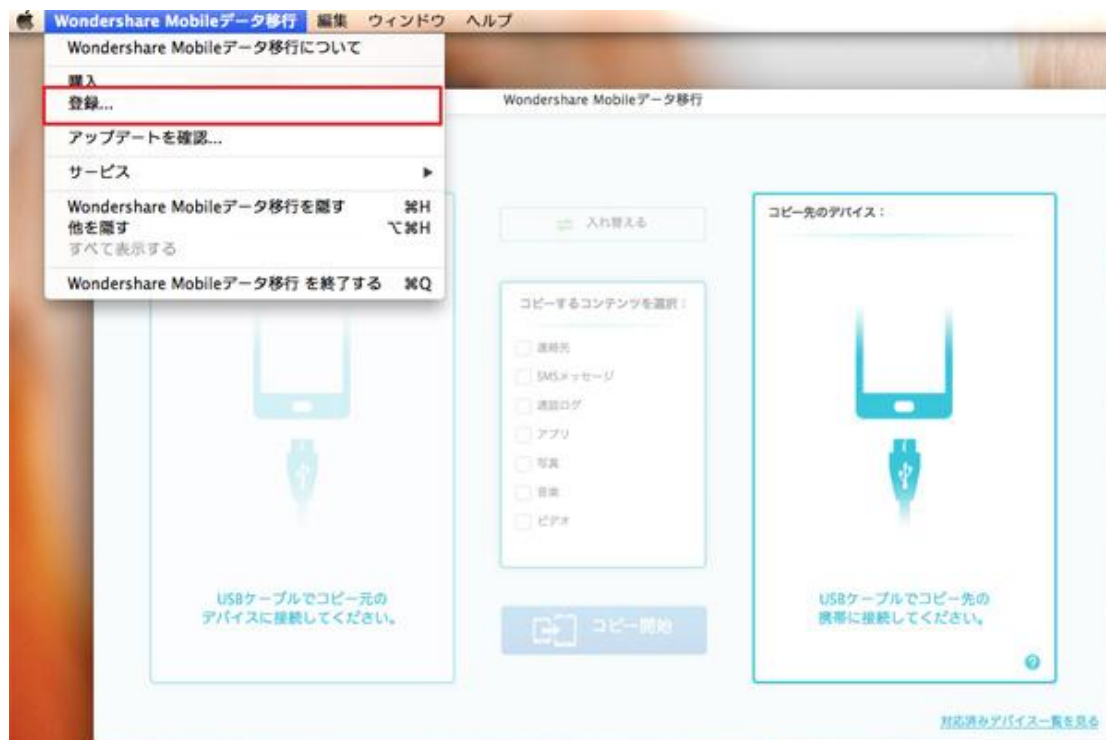 Wondershare Mobileデータ移行 編集 ウィンドウ ヘルプ
Wondershare Mobileデータ移行について
購入
登録...
アップデートを確認...
サービス ▶
Wondershare Mobileデータ移行を隠す ⌘H
他を隠す ⌥⌘H
すべて表示する
Wondershare Mobileデータ移行 を終了する ⌘Q
Wondershare Mobileデータ移行
入れ替える
コピーするコンテンツを選択：
連絡先
SMSメッセージ
通話ログ
アプリ
写真
音楽
ビデオ
コピー開始
USBケーブルでコピー元の
デバイスに接続してください。
コピー先のデバイス：
USBケーブルでコピー先の
携帯に接続してください。
?
対応済みデバイス一覧を見る